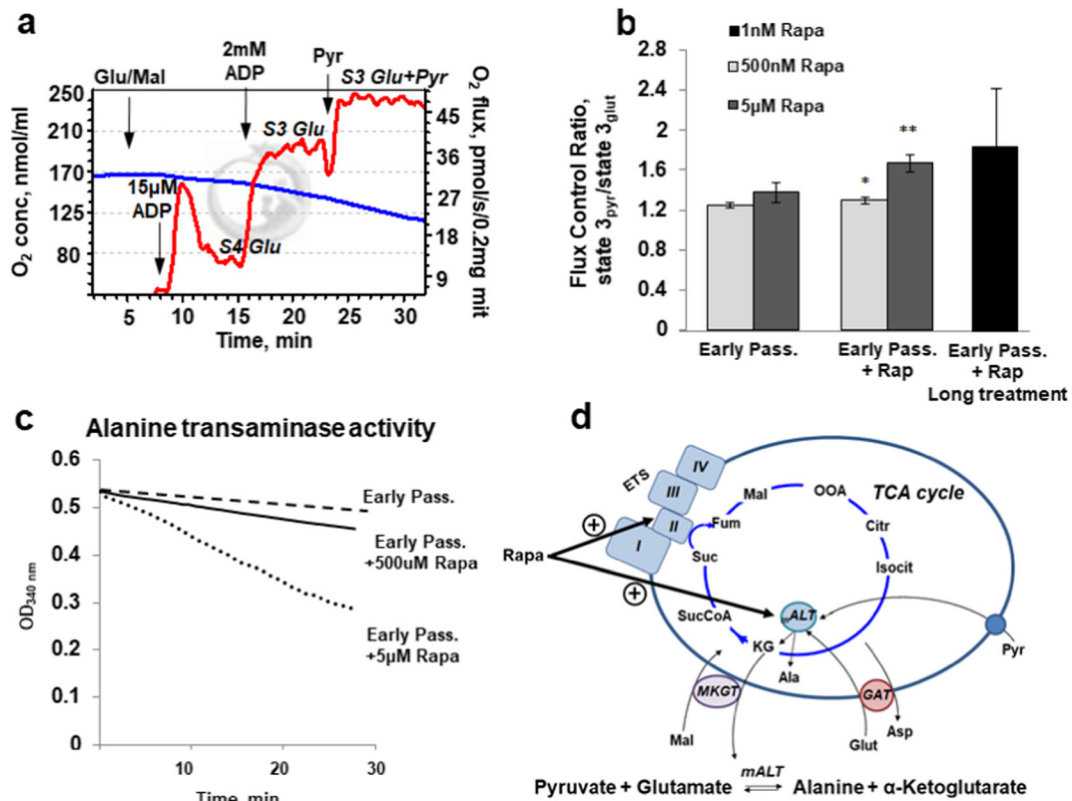 a
Glu/Mal
2mM
ADP
Pyr
S3 Glu+Pyr
S3 Glu
15µM
ADP
S4 Glu
O2 conc, nmol/ml
250
210
170
125
80
O2 flux, pmol/s/0.2mg mit
45
36
27
18
9
5
10
15
20
25
30
Time, min
b
1nM Rapa
500nM Rapa
5µM Rapa
Flux Control Ratio,
state 3pyr/state 3glut
2.8
2.4
2
1.6
1.2
0.8
0.4
0
*
**
Early Pass.
Early Pass.
+ Rap
Early Pass.
+ Rap
Long treatment
c
Alanine transaminase activity
OD340 nm
0.6
0.5
0.4
0.3
0.2
0.1
0
Early Pass.
Early Pass.
+500uM Rapa
Early Pass.
+5µM Rapa
10
20
30
Time, min
d
ETS
IV
III
II
I
Rapa
+
+
Mal
OOA
TCA cycle
Fum
Citr
Suc
Isocit
SucCoA
mALT
KG
Ala
Pyr
MKGT
GAT
Mal
Glut
Asp
mALT
Pyruvate + Glutamate ⇌ Alanine + α-Ketoglutarate